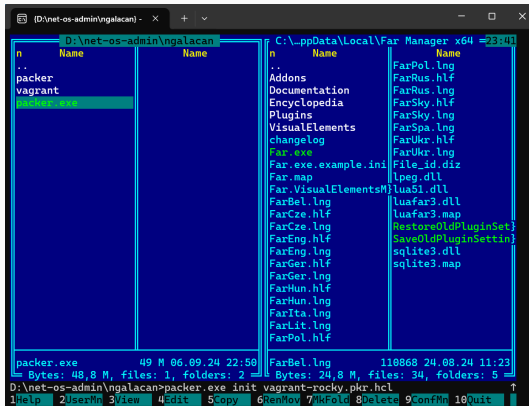 {D:\net-os-admin\ngalacan} -
D:\net-os-admin\ngalacan
n Name Name
..
packer
vagrant
packer.exe
packer.exe 49 M 06.09.24 22:50
Bytes: 48,8 M, files: 1, folders: 2
C:\…ppData\Local\Far Manager x64 23:41
n Name Name
.. FarPol.lng
Addons FarRus.hlf
Documentation FarRus.lng
Encyclopedia FarSky.hlf
Plugins FarSky.lng
VisualElements FarSpa.lng
changelog FarUkr.hlf
Far.exe FarUkr.lng
Far.exe.example.ini File_id.diz
Far.map lpeg.dll
Far.VisualElementsM} lua51.dll
FarBel.lng luafar3.dll
FarCze.hlf luafar3.map
FarCze.lng RestoreOldPluginSet}
FarEng.hlf SaveOldPluginSettin}
FarEng.lng sqlite3.dll
FarGer.hlf sqlite3.map
FarGer.lng
FarHun.hlf
FarHun.lng
FarIta.lng
FarLit.lng
FarPol.hlf
FarBel.lng 110868 24.08.24 11:23
Bytes: 24,8 M, files: 34, folders: 5
D:\net-os-admin\ngalacan>packer.exe init vagrant-rocky.pkr.hcl ↑
1Help 2UserMn 3View 4Edit 5Copy 6RenMov 7MkFold 8Delete 9ConfMn 10Quit